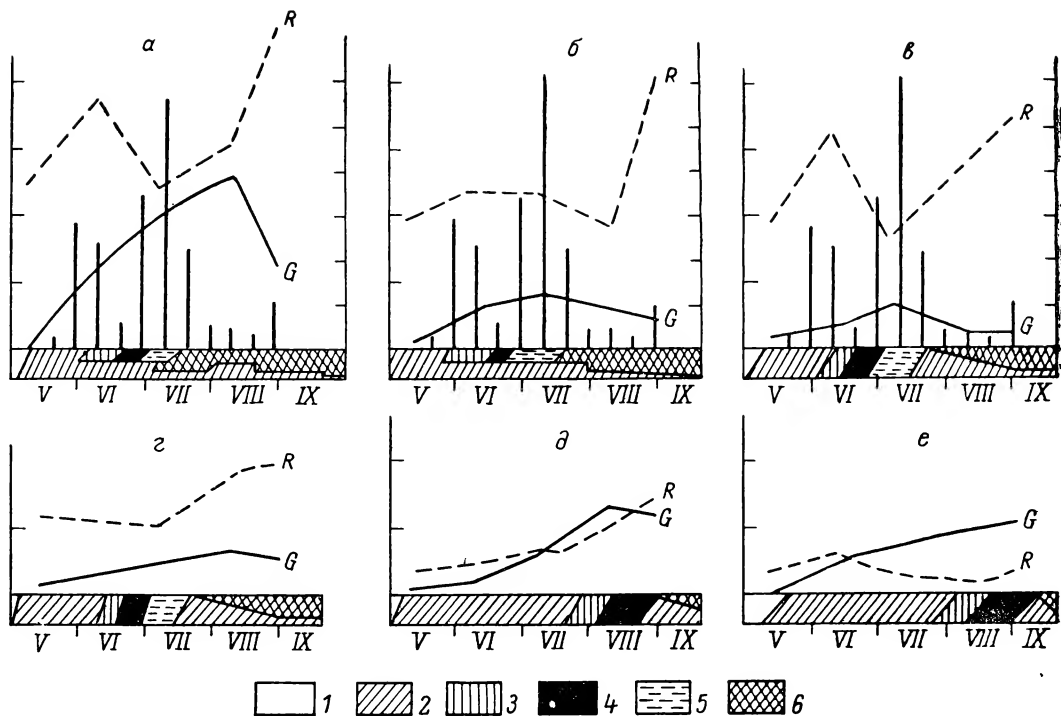 а б в
R R R
G G G
V VI VII VIII IX V VI VII VIII IX V VI VII VIII IX
г д е
R R G
G G R
V VI VII VIII IX V VI VII VIII IX V VI VII VIII IX
1 2 3 4 5 6